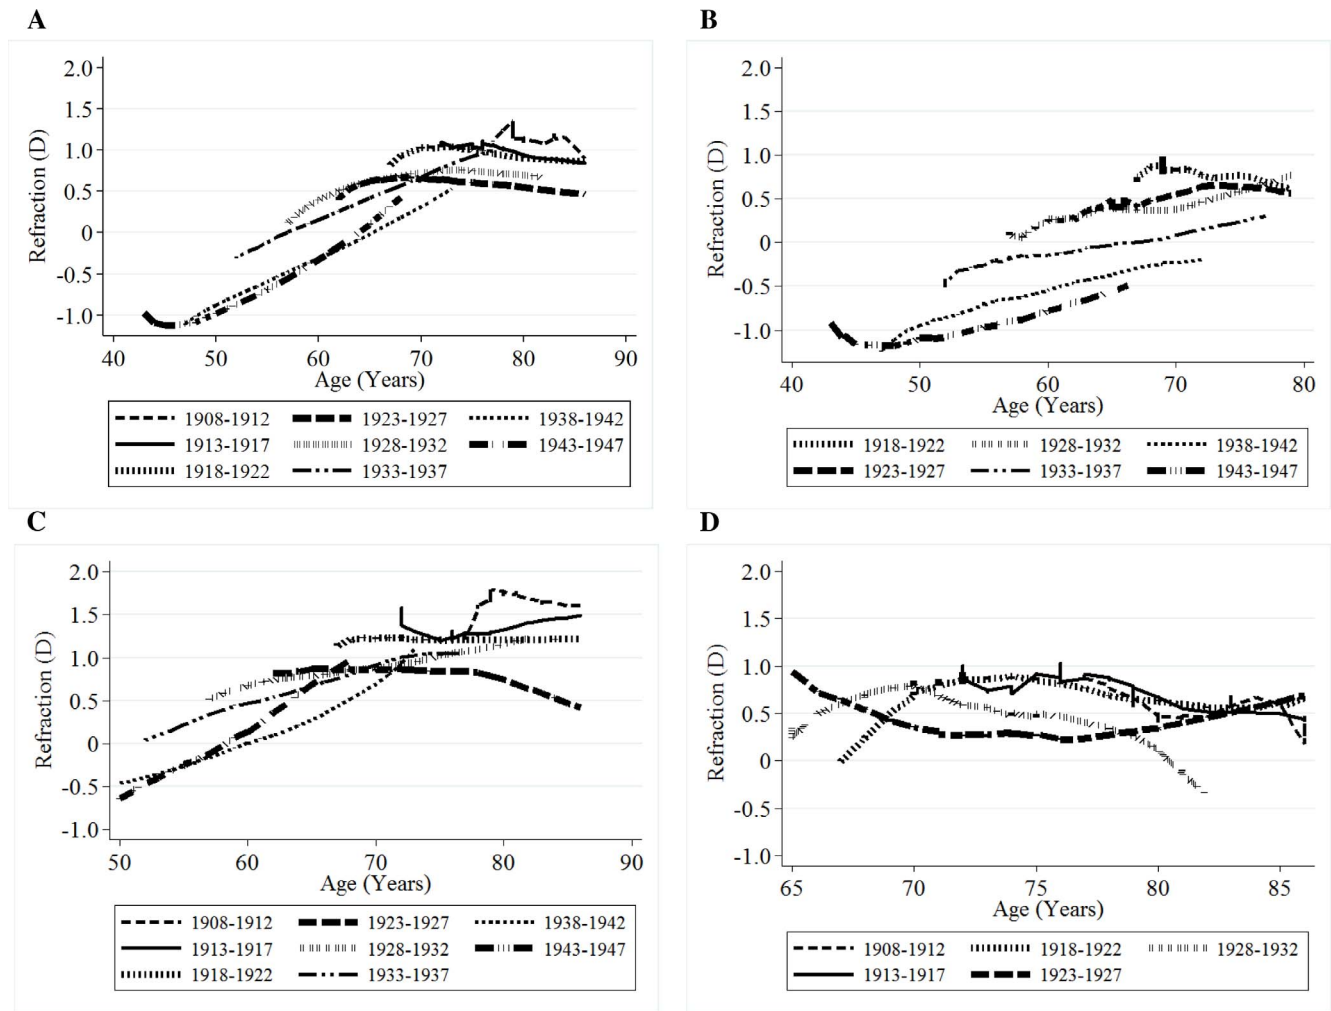 A
2.0
1.5
1.0
0.5
0
-0.5
-1.0
Refraction (D)
40 50 60 70 80 90
Age (Years)
1908-1912 1923-1927 1938-1942
1913-1917 1928-1932 1943-1947
1918-1922 1933-1937
B
2.0
1.5
1.0
0.5
0
-0.5
-1.0
Refraction (D)
40 50 60 70 80
Age (Years)
1918-1922 1928-1932 1938-1942
1923-1927 1933-1937 1943-1947
C
2.0
1.5
1.0
0.5
0
-0.5
-1.0
Refraction (D)
50 60 70 80 90
Age (Years)
1908-1912 1923-1927 1938-1942
1913-1917 1928-1932 1943-1947
1918-1922 1933-1937
D
2.0
1.5
1.0
0.5
0
-0.5
-1.0
Refraction (D)
65 70 75 80 85
Age (Years)
1908-1912 1918-1922 1928-1932
1913-1917 1923-1927